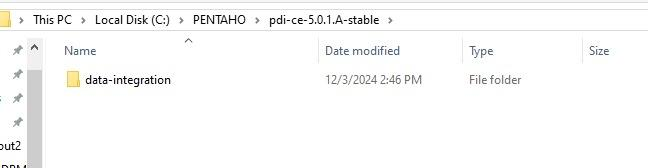 This PC > Local Disk (C:) > PENTAHO > pdi-ce-5.0.1.A-stable >
Name Date modified Type Size
data-integration 12/3/2024 2:46 PM File folder
out2